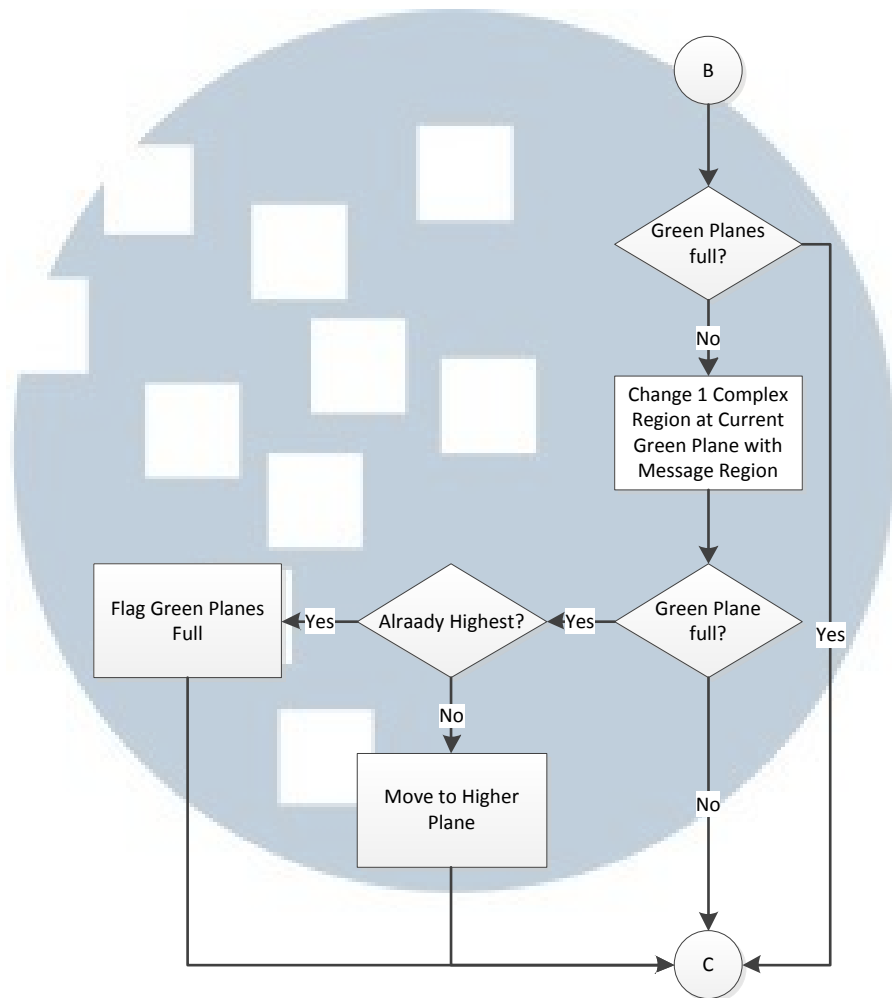 B
Green Planes
full?
No
Change 1 Complex
Region at Current
Green Plane with
Message Region
Flag Green Planes
Full
Yes
Alraady Highest?
Yes
Green Plane
full?
Yes
No
Move to Higher
Plane
No
C